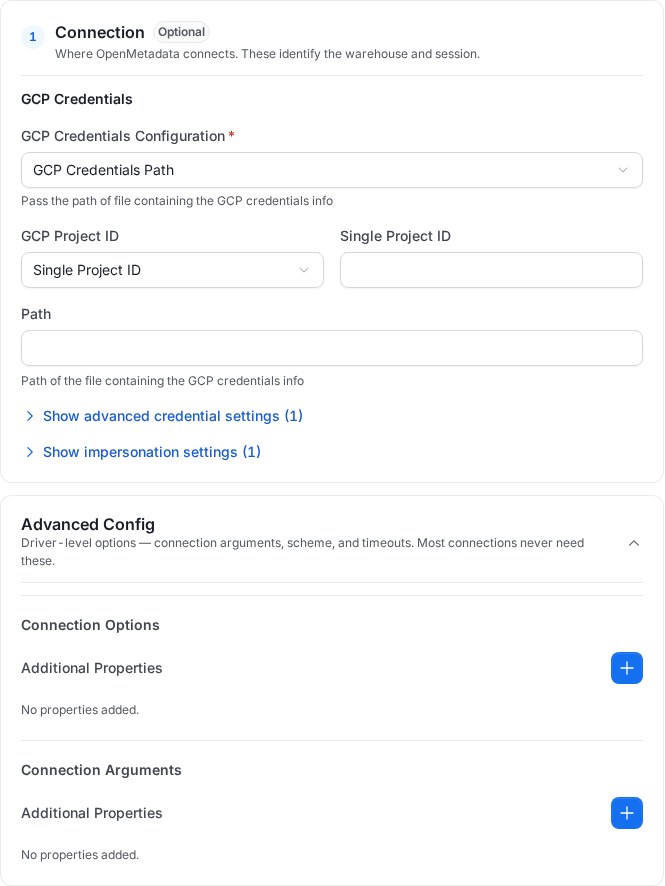 1
Connection Optional
Where OpenMetadata connects. These identify the warehouse and session.
GCP Credentials
GCP Credentials Configuration *
GCP Credentials Path
Pass the path of file containing the GCP credentials info
GCP Project ID
Single Project ID
Single Project ID
Path
Path of the file containing the GCP credentials info
Show advanced credential settings (1)
Show impersonation settings (1)
Advanced Config
Driver-level options — connection arguments, scheme, and timeouts. Most connections never need
these.
Connection Options
Additional Properties
No properties added.
Connection Arguments
Additional Properties
No properties added.